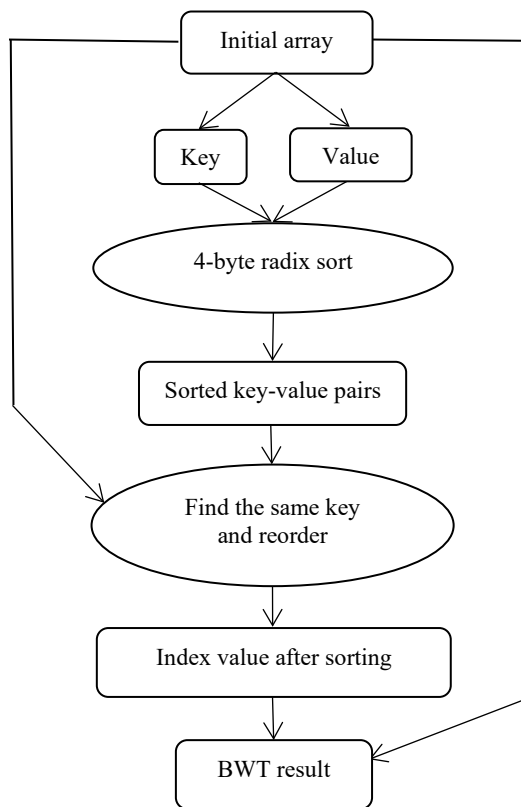 Initial array
Key
Value
4-byte radix sort
Sorted key-value pairs
Find the same key
and reorder
Index value after sorting
BWT result